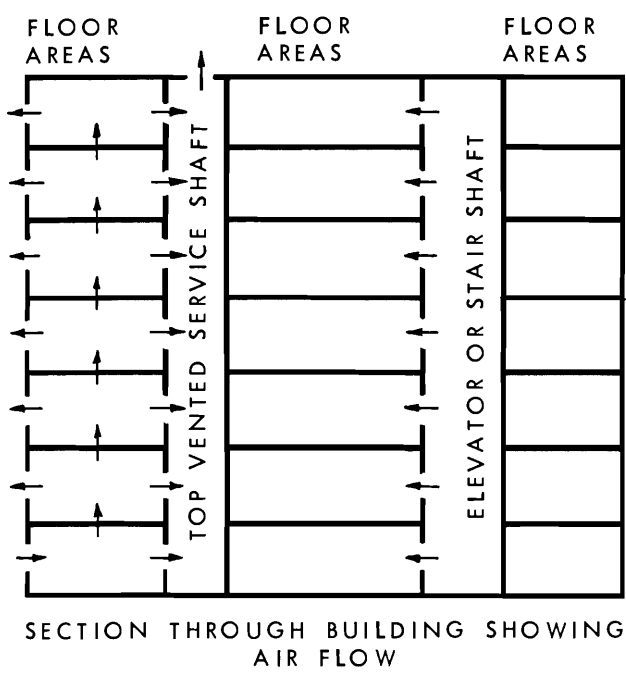 FLOOR
AREAS
FLOOR
AREAS
FLOOR
AREAS
TOP VENTED SERVICE SHAFT
ELEVATOR OR STAIR SHAFT
SECTION THROUGH BUILDING SHOWING
AIR FLOW